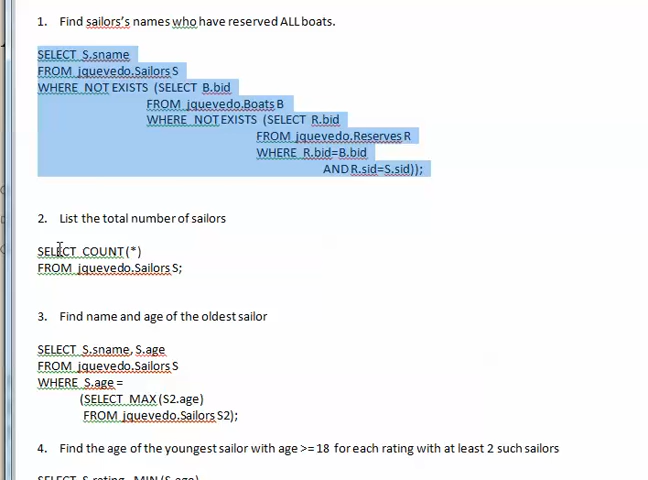 1. Find sailors's names who have reserved ALL boats.
SELECT S.sname
FROM jquevedo.Sailors S
WHERE NOT EXISTS (SELECT B.bid
FROM jquevedo.Boats B
WHERE NOT EXISTS (SELECT R.bid
FROM jquevedo.Reserves R
WHERE R.bid=B.bid
AND R.sid=S.sid));
2. List the total number of sailors
SELECT COUNT (*)
FROM jquevedo.Sailors S;
3. Find name and age of the oldest sailor
SELECT S.sname, S.age
FROM jquevedo.Sailors S
WHERE S.age =
(SELECT MAX (S2.age)
FROM jquevedo.Sailors S2);
4. Find the age of the youngest sailor with age >= 18 for each rating with at least 2 such sailors
SELECT S.rating, MIN (S.age)